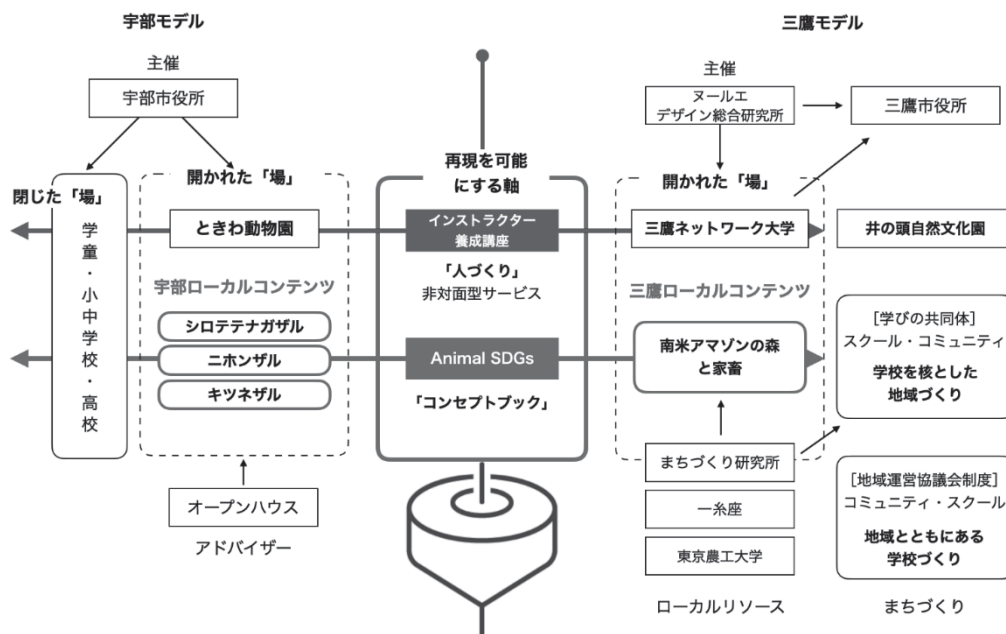 宇部モデル
主催
宇部市役所
閉じた「場」
学童・小中学校・高校
開かれた「場」
ときわ動物園
宇部ローカルコンテンツ
シロテテナガザル
ニホンザル
キツネザル
オープンハウス
アドバイザー
再現を可能
にする軸
インストラクター
養成講座
「人づくり」
非対面型サービス
Animal SDGs
「コンセプトブック」
三鷹モデル
主催
ヌールエ
デザイン総合研究所
三鷹市役所
開かれた「場」
三鷹ネットワーク大学
井の頭自然文化園
三鷹ローカルコンテンツ
南米アマゾンの森
と家畜
まちづくり研究所
一糸座
東京農工大学
ローカルリソース
［学びの共同体］
スクール・コミュニティ
学校を核とした
地域づくり
［地域運営協議会制度］
コミュニティ・スクール
地域とともにある
学校づくり
まちづくり